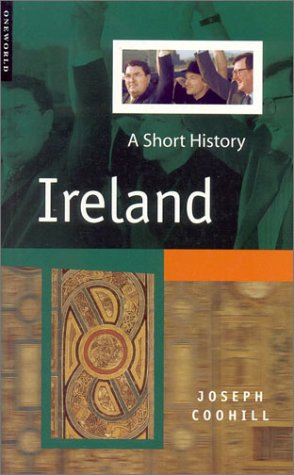 ONEWORLD
A Short History
Ireland
JOSEPH
COOHILL